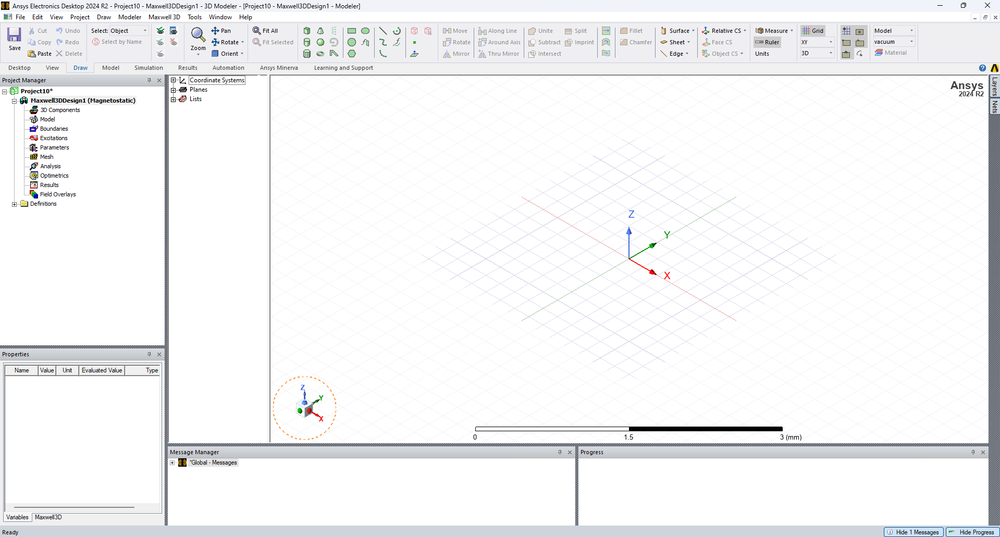 Ansys Electronics Desktop 2024 R2 - Project10 - Maxwell3DDesign1 - 3D Modeler - [Project10 - Maxwell3DDesign1 - Modeler]
File Edit View Project Draw Modeler Maxwell 3D Tools Window Help
Save
Cut Undo
Copy Redo
Paste Delete
Select: Object
Select by Name
Zoom
Pan
Rotate
Orient
Fit All
Fit Selected
Move Along Line
Rotate Around Axis
Mirror Thru Mirror
Unite Split
Subtract Imprint
Intersect
Fillet
Chamfer
Surface
Sheet
Edge
Relative CS
Face CS
Object CS
Measure
Ruler
Units
Grid
XY
3D
Model
vacuum
Material
Desktop View Draw Model Simulation Results Automation Ansys Minerva Learning and Support
Project Manager
Project10*
Maxwell3DDesign1 (Magnetostatic)
3D Components
Model
Boundaries
Excitations
Parameters
Mesh
Analysis
Optimetrics
Results
Field Overlays
Definitions
Coordinate Systems
Planes
Lists
Ansys
2024 R2
Layers
Nets
Z
Y
X
Z
Y
X
0 1.5 3 (mm)
Properties
Name Value Unit Evaluated Value Type
Variables Maxwell3D
Message Manager
*Global - Messages
Progress
Ready
Hide 1 Messages Hide Progress